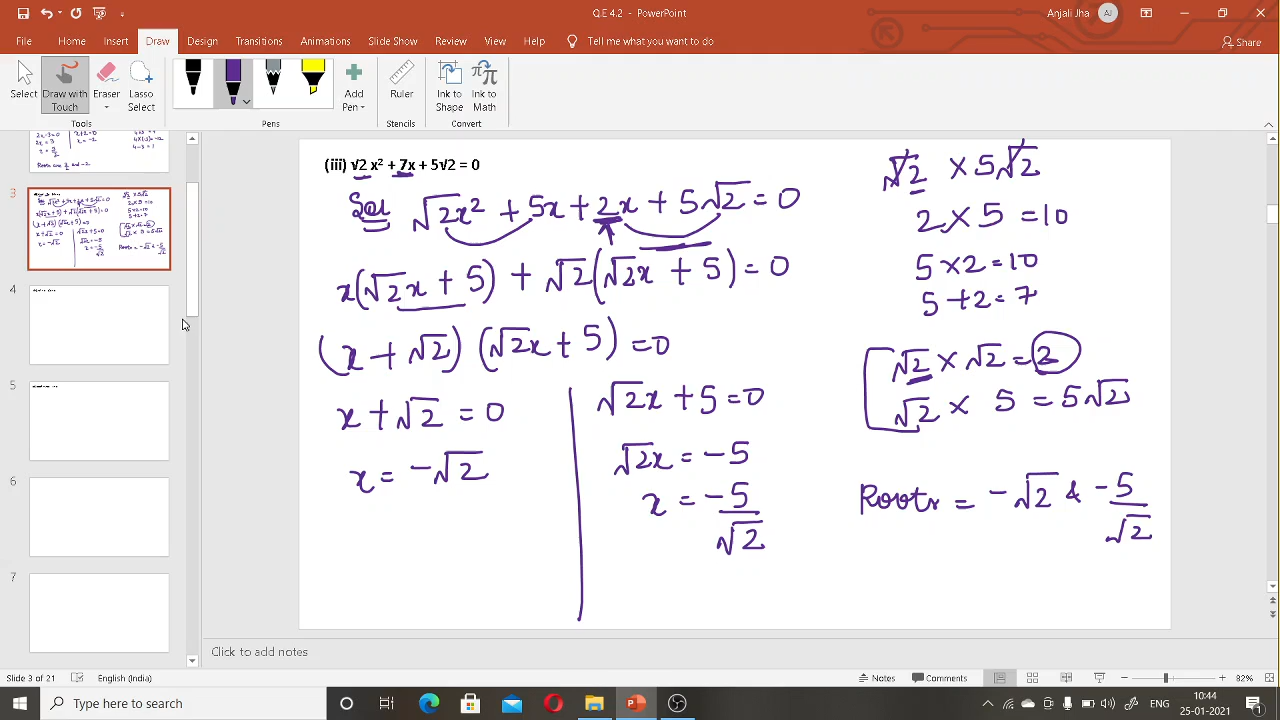 Q.E 4.2 - PowerPoint
Anjali Jha
AJ
File Home Insert Draw Design Transitions Animations Slide Show Review View Help Tell me what you want to do
Share
Select
Draw with Touch
Eraser
Lasso Select
Add Pen
Ruler
Ink to Shape
Ink to Math
Tools
Pens
Stencils
Convert
3
4
5
6
7
(iii) √2 x² + 7x + 5√2 = 0
Sol √2x² + 5x + 2x + 5√2 = 0
x(√2x + 5) + √2(√2x + 5) = 0
(x + √2) (√2x + 5) = 0
x + √2 = 0
x = -√2
√2x + 5 = 0
√2x = -5
x = -5/√2
√2 × 5√2
2 × 5 = 10
5 × 2 = 10
5 + 2 = 7
√2 × √2 = 2
√2 × 5 = 5√2
Roots = -√2 & -5/√2
Click to add notes
Slide 3 of 21
English (India)
Notes
Comments
82%
Type here to search
ENG
10:44
25-01-2021